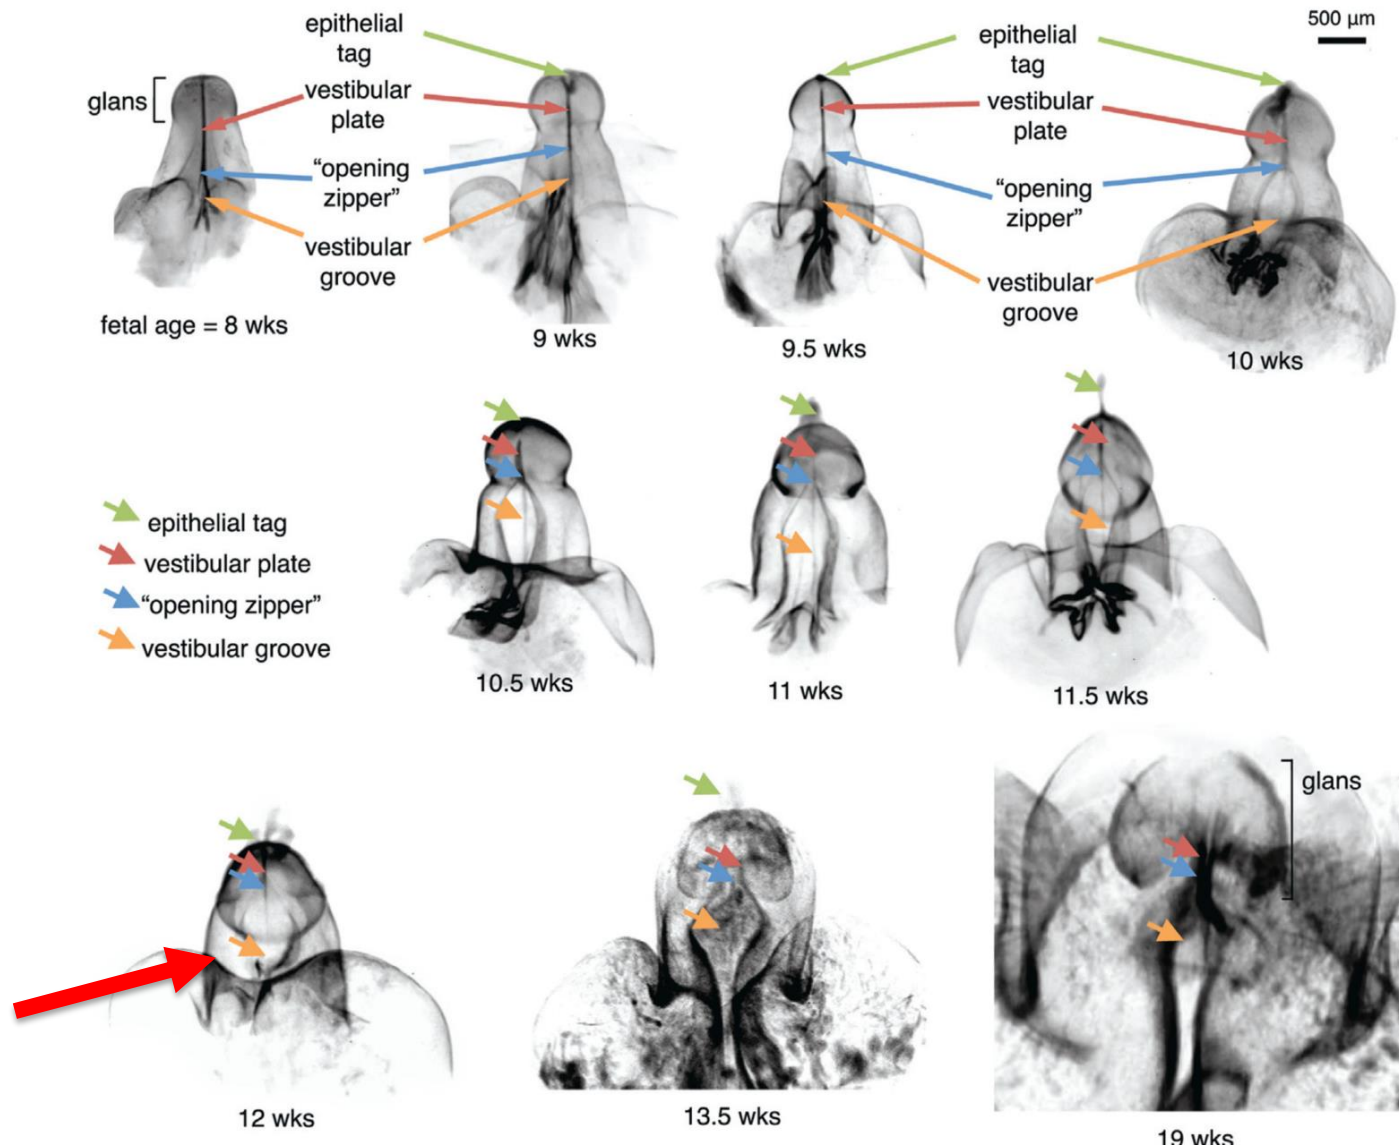 epithelial
tag
vestibular
plate
glans
“opening
zipper”
vestibular
groove
fetal age = 8 wks
9 wks
9.5 wks
epithelial
tag
vestibular
plate
“opening
zipper”
vestibular
groove
500 µm
10 wks
epithelial tag
vestibular plate
“opening zipper”
vestibular groove
10.5 wks
11 wks
11.5 wks
12 wks
13.5 wks
glans
19 wks